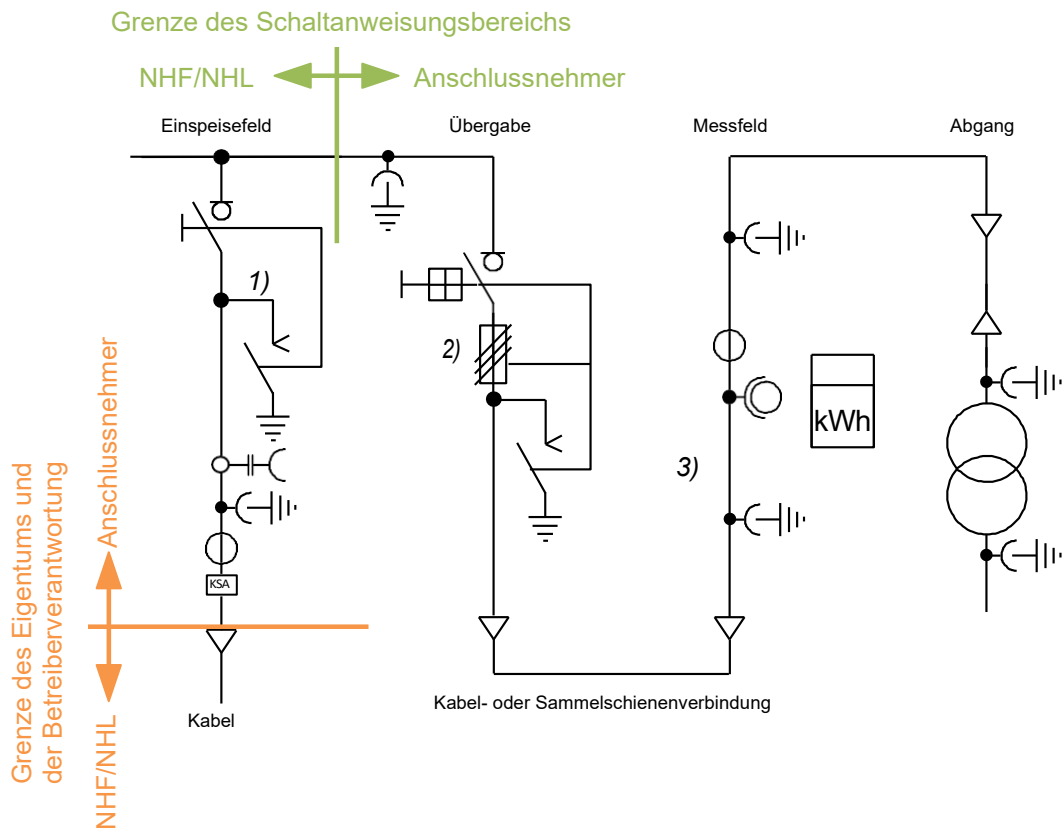 Grenze des Schaltanweisungsbereichs
NHF/NHL
Anschlussnehmer
Einspeisefeld
Übergabe
Messfeld
Abgang
1)
2)
kWh
3)
KSA
Grenze des Eigentums und
der Betreiberverantwortung
Anschlussnehmer
NHF/NHL
Kabel
Kabel- oder Sammelschienenverbindung